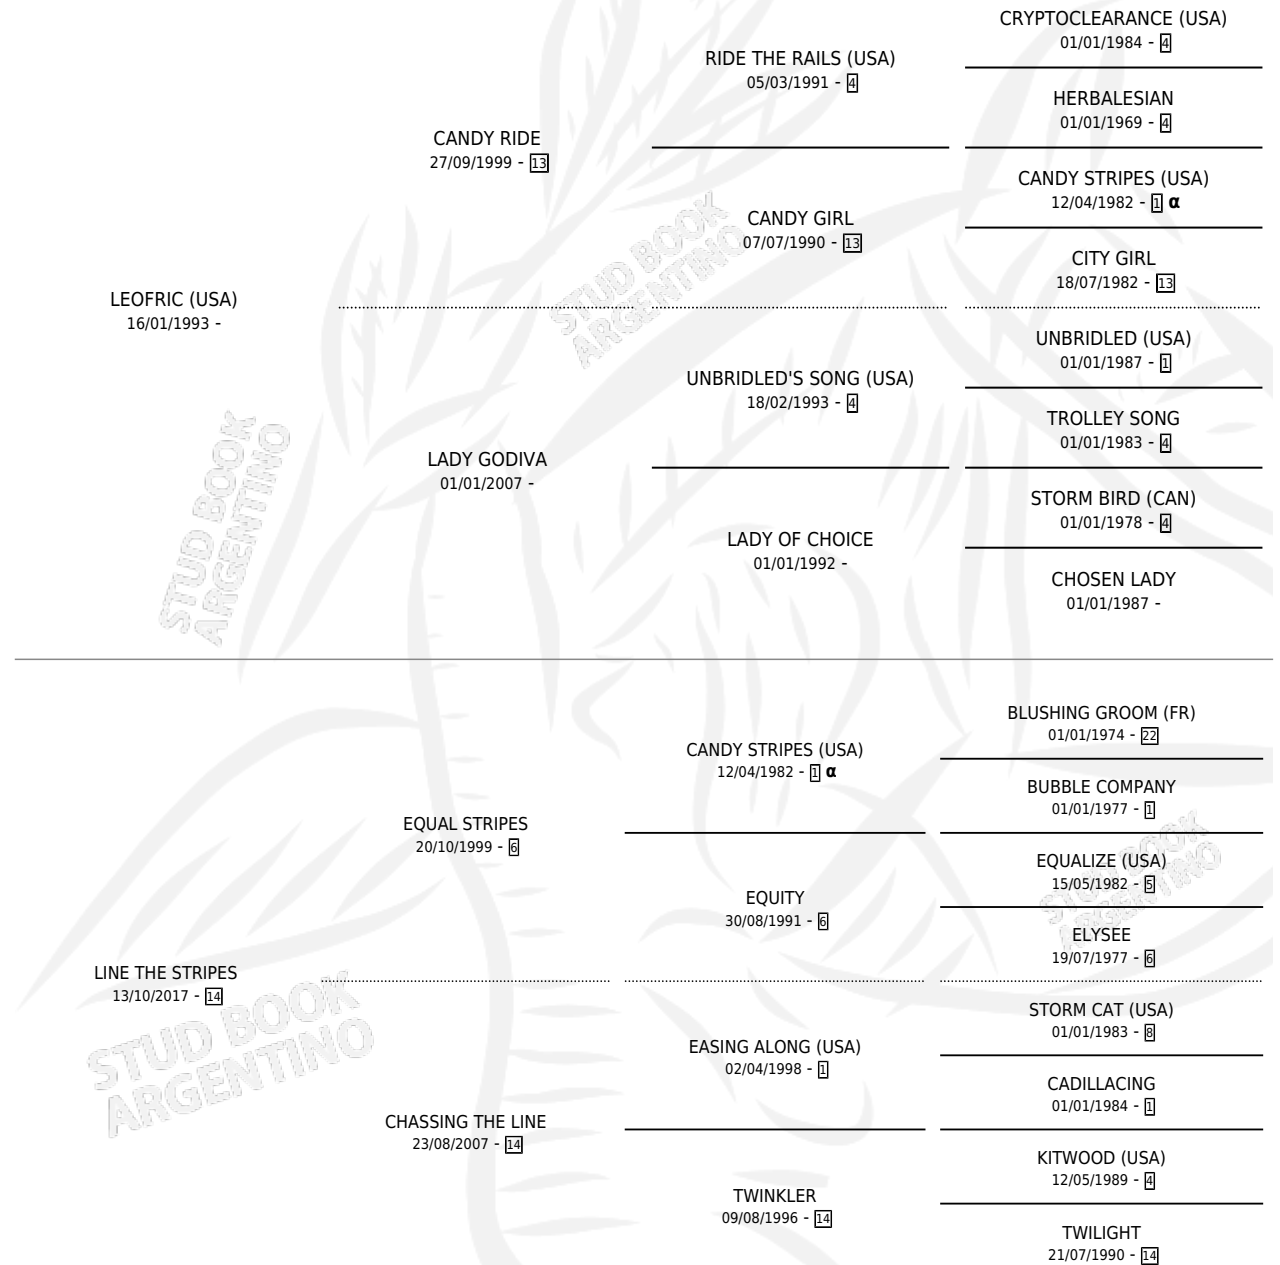 CRYPTOCLEARANCE (USA)
01/01/1984 - 4
RIDE THE RAILS (USA)
05/03/1991 - 4
HERBALESIAN
01/01/1969 - 4
CANDY RIDE
27/09/1999 - 13
CANDY STRIPES (USA)
12/04/1982 - 1 α
CANDY GIRL
07/07/1990 - 13
CITY GIRL
18/07/1982 - 13
LEOFRIC (USA)
16/01/1993 -
UNBRIDLED (USA)
01/01/1987 - 1
UNBRIDLED'S SONG (USA)
18/02/1993 - 4
TROLLEY SONG
01/01/1983 - 4
LADY GODIVA
01/01/2007 -
STORM BIRD (CAN)
01/01/1978 - 4
LADY OF CHOICE
01/01/1992 -
CHOSEN LADY
01/01/1987 -
BLUSHING GROOM (FR)
01/01/1974 - 22
CANDY STRIPES (USA)
12/04/1982 - 1 α
BUBBLE COMPANY
01/01/1977 - 1
EQUAL STRIPES
20/10/1999 - 6
EQUALIZE (USA)
15/05/1982 - 5
EQUITY
30/08/1991 - 6
ELYSEE
19/07/1977 - 6
LINE THE STRIPES
13/10/2017 - 14
STORM CAT (USA)
01/01/1983 - 8
EASING ALONG (USA)
02/04/1998 - 1
CADILLACING
01/01/1984 - 1
CHASSING THE LINE
23/08/2007 - 14
KITWOOD (USA)
12/05/1989 - 4
TWINKLER
09/08/1996 - 14
TWILIGHT
21/07/1990 - 14
STUD BOOK
ARGENTINO
STUD BOOK
ARGENTINO
STUD BOOK
ARGENTINO
STUD BOOK
ARGENTINO